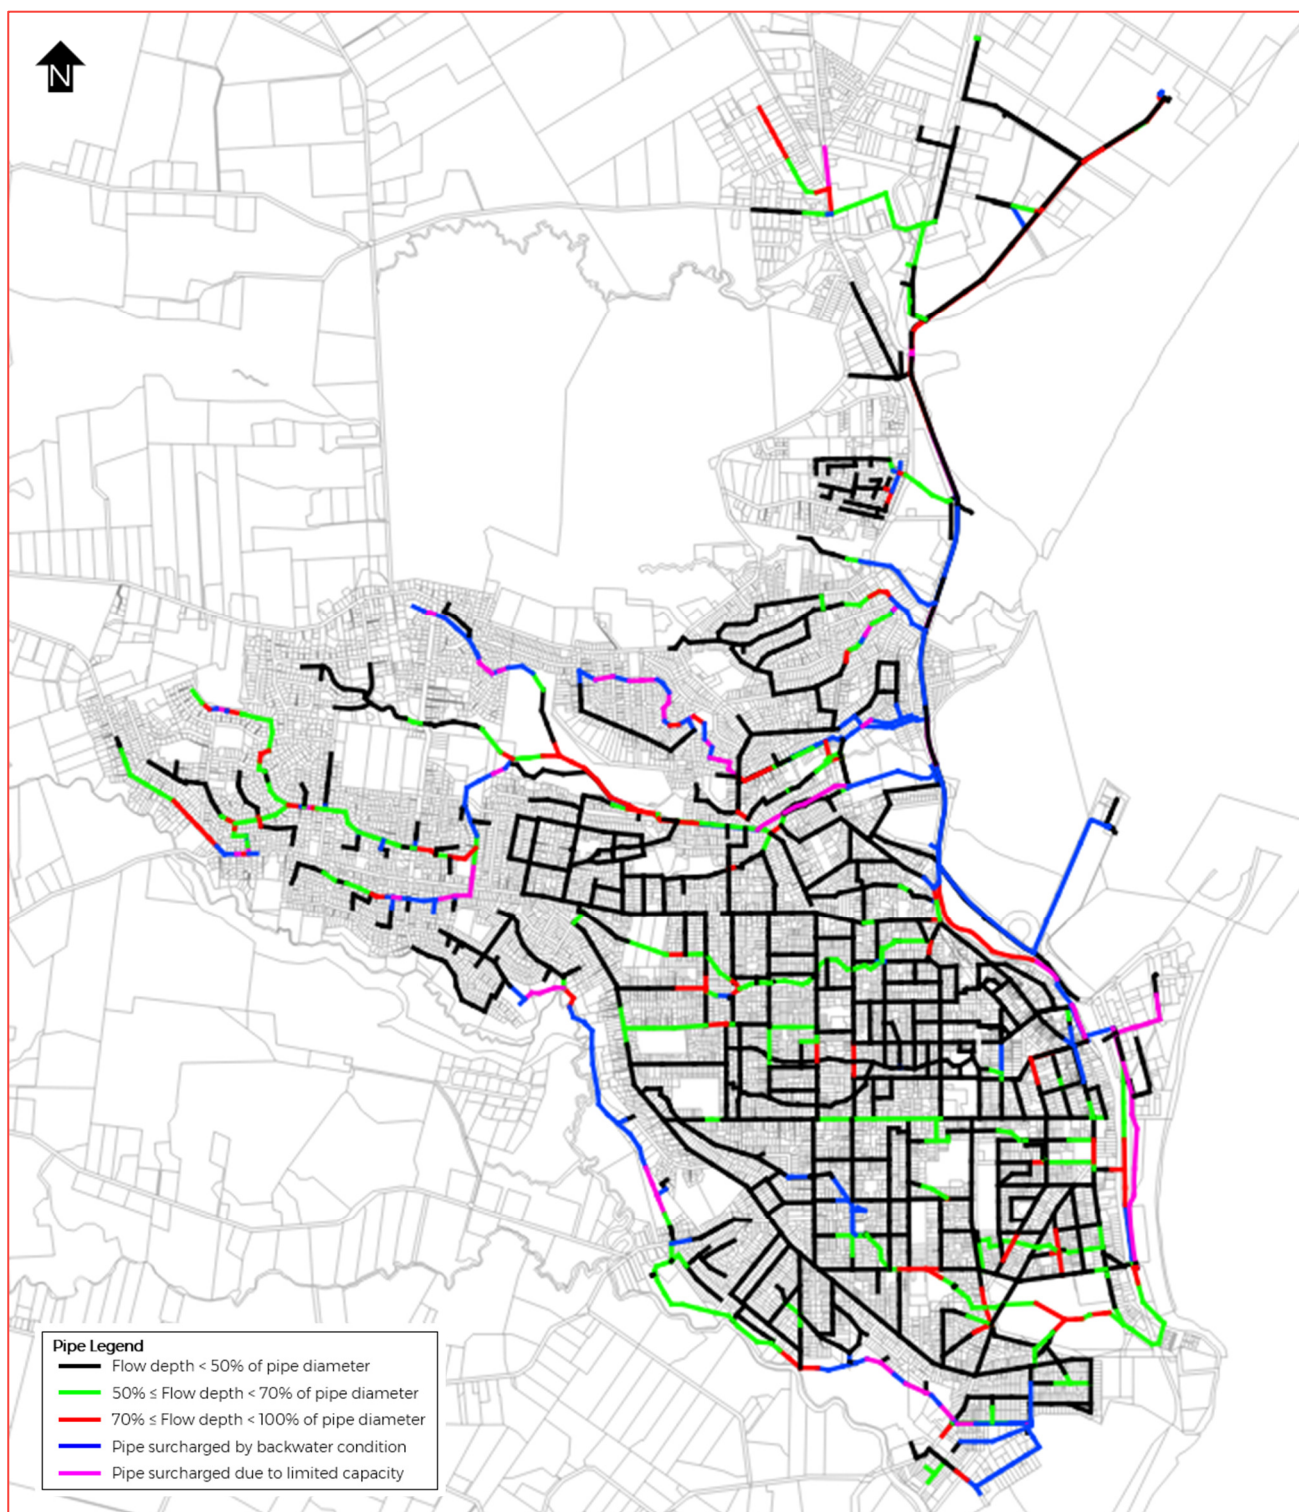 N
Pipe Legend
Flow depth < 50% of pipe diameter
50% ≤ Flow depth < 70% of pipe diameter
70% ≤ Flow depth < 100% of pipe diameter
Pipe surcharged by backwater condition
Pipe surcharged due to limited capacity